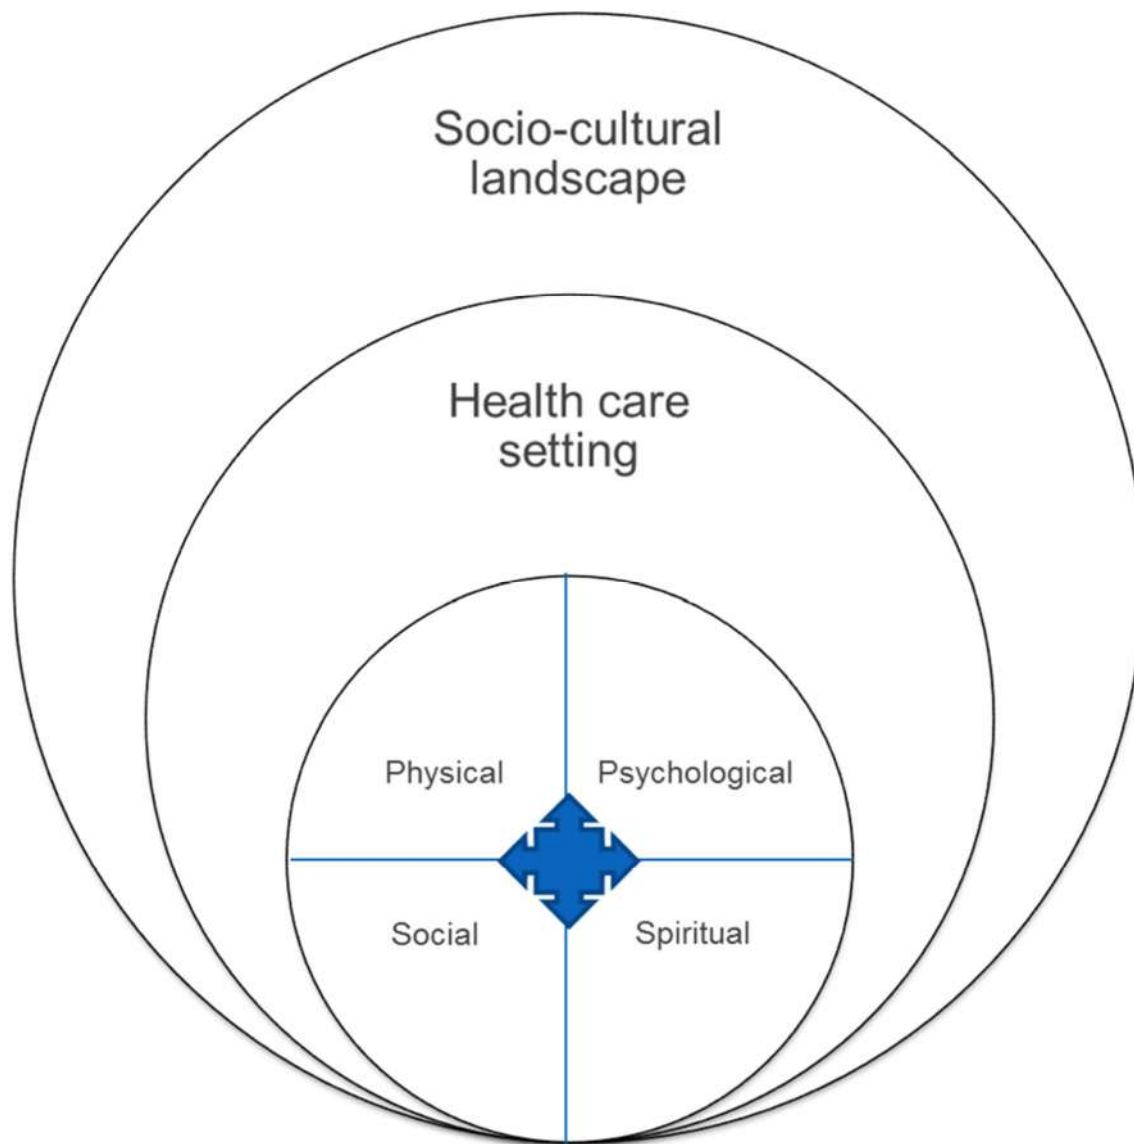 Socio-cultural
landscape
Health care
setting
Physical
Psychological
Social
Spiritual